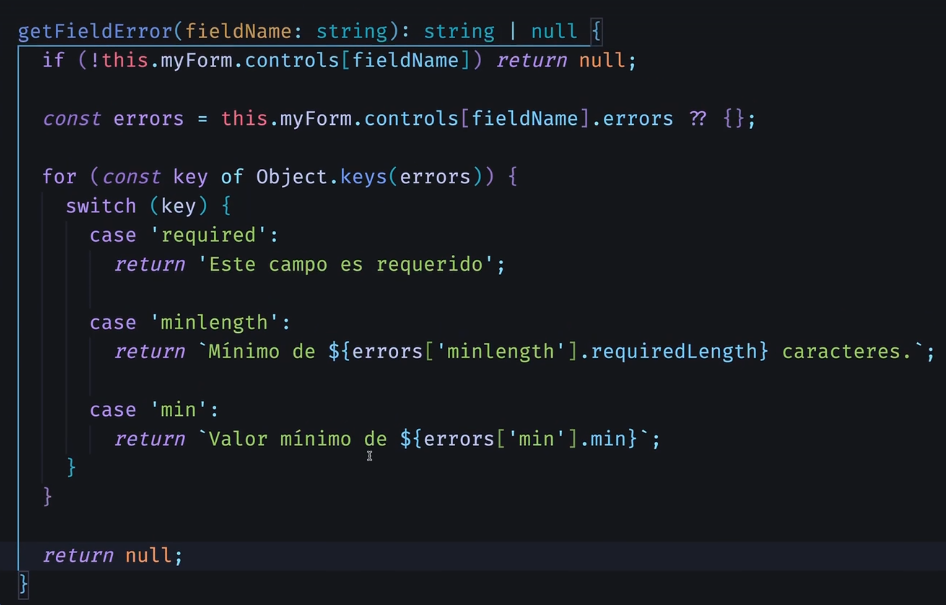 getFieldError(fieldName: string): string | null {
if (!this.myForm.controls[fieldName]) return null;
const errors = this.myForm.controls[fieldName].errors ?? {};
for (const key of Object.keys(errors)) {
switch (key) {
case 'required':
return 'Este campo es requerido';
case 'minlength':
return `Mínimo de ${errors['minlength'].requiredLength} caracteres.`;
case 'min':
return `Valor mínimo de ${errors['min'].min}`;
}
}
return null;
}